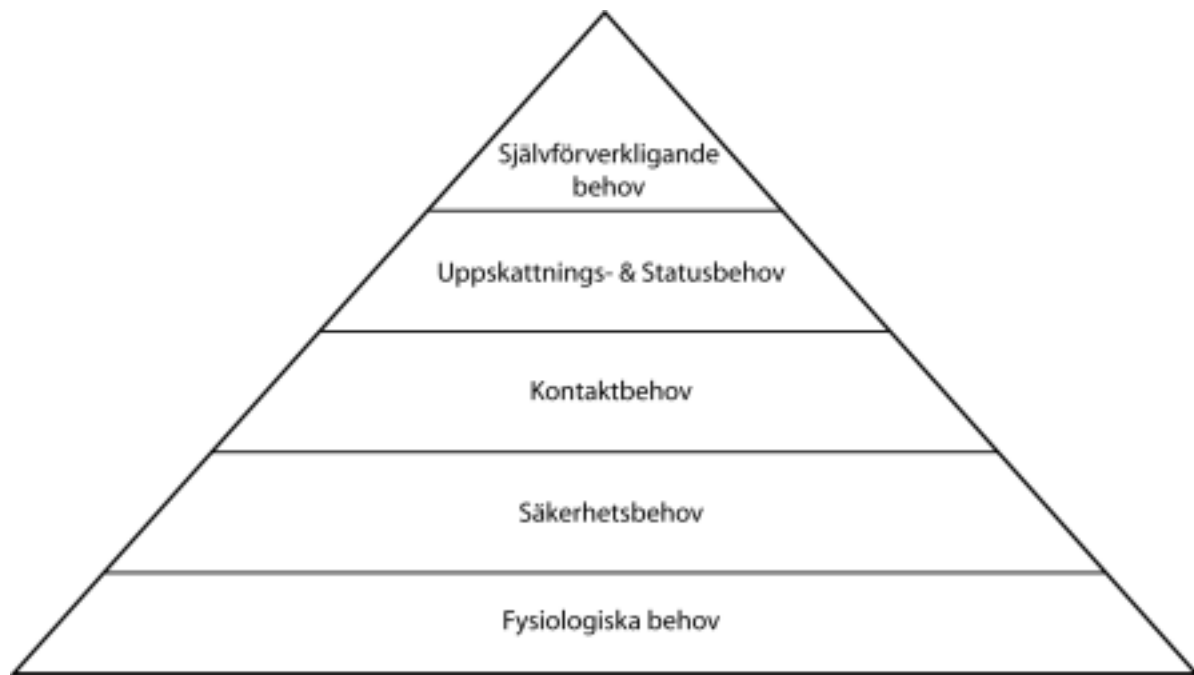 Självförverkligande
behov
Uppskattnings- & Statusbehov
Kontaktbehov
Säkerhetsbehov
Fysiologiska behov